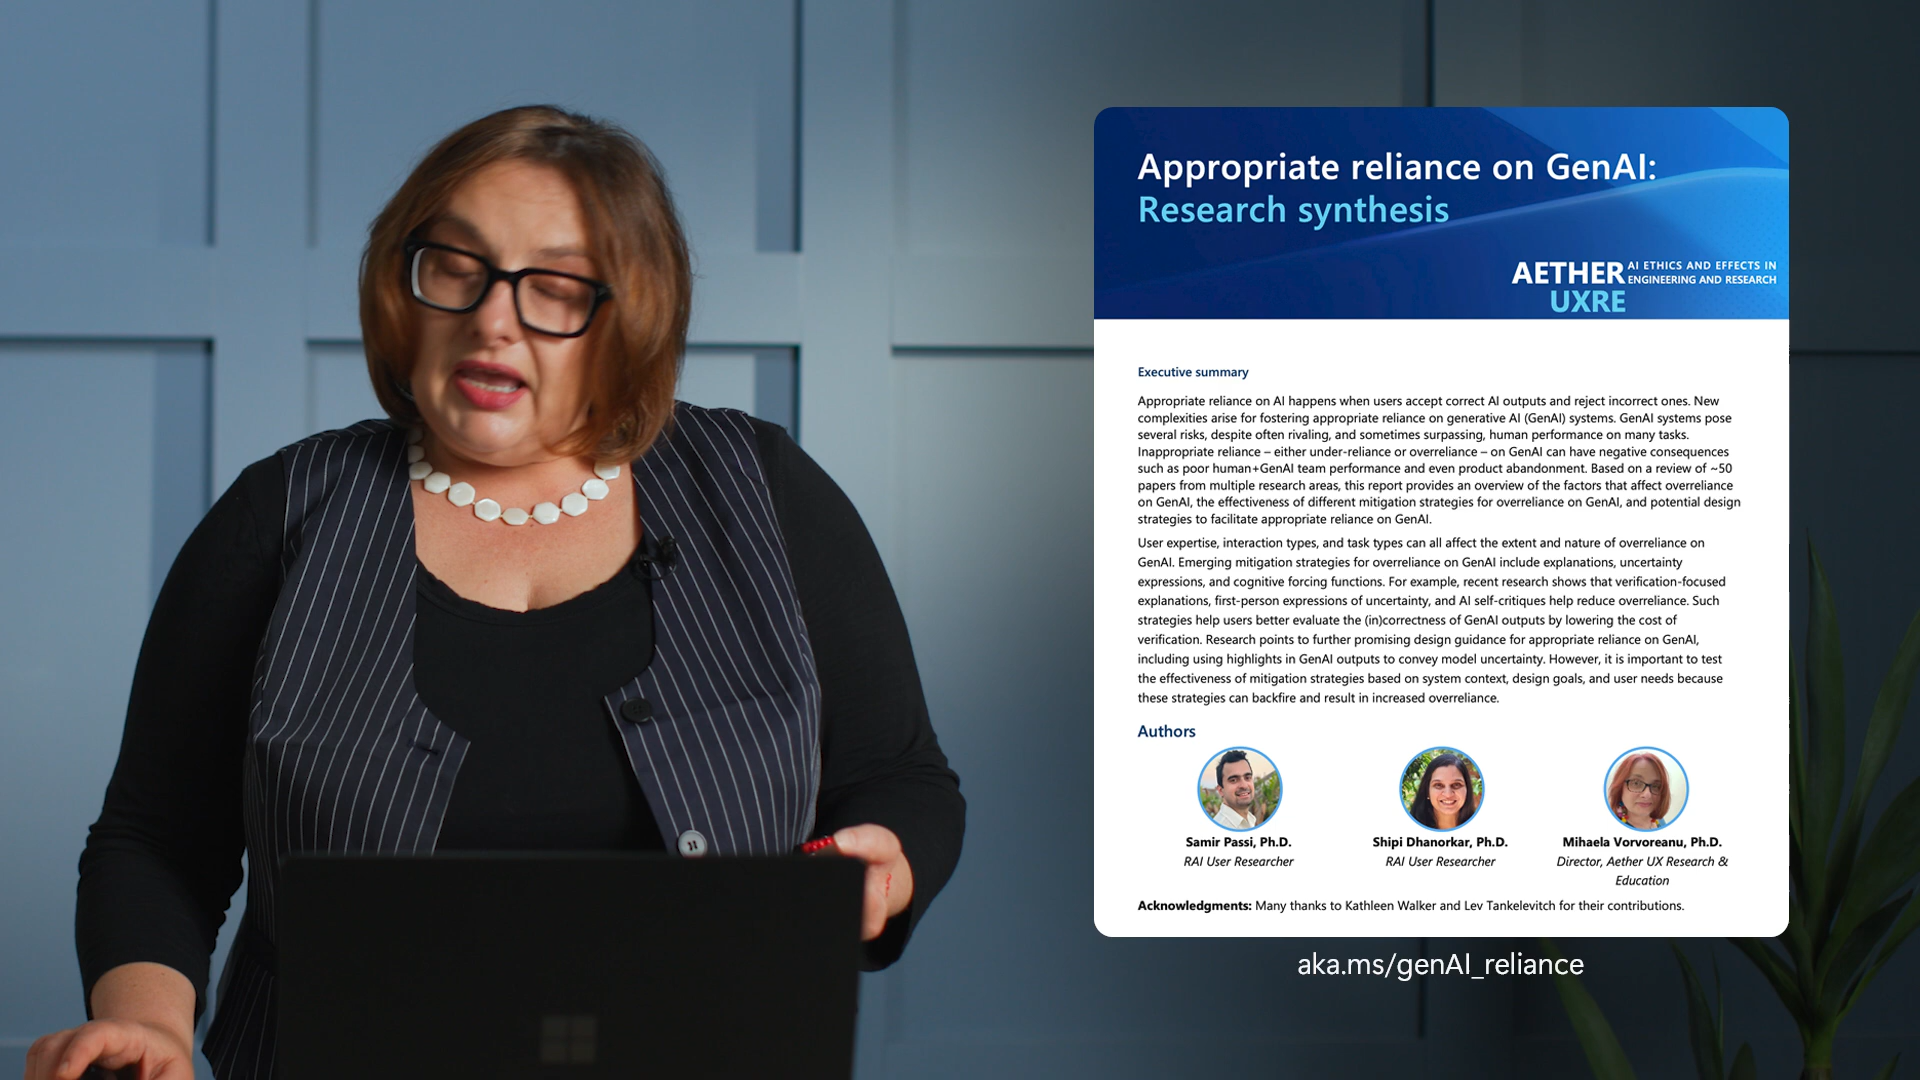 Appropriate reliance on GenAI:
Research synthesis
AETHER AI ETHICS AND EFFECTS IN
ENGINEERING AND RESEARCH
UXRE
Executive summary
Appropriate reliance on AI happens when users accept correct AI outputs and reject incorrect ones. New
complexities arise for fostering appropriate reliance on generative AI (GenAI) systems. GenAI systems pose
several risks, despite often rivaling, and sometimes surpassing, human performance on many tasks.
Inappropriate reliance – either under-reliance or overreliance – on GenAI can have negative consequences
such as poor human+GenAI team performance and even product abandonment. Based on a review of ~50
papers from multiple research areas, this report provides an overview of the factors that affect overreliance
on GenAI, the effectiveness of different mitigation strategies for overreliance on GenAI, and potential design
strategies to facilitate appropriate reliance on GenAI.
User expertise, interaction types, and task types can all affect the extent and nature of overreliance on
GenAI. Emerging mitigation strategies for overreliance on GenAI include explanations, uncertainty
expressions, and cognitive forcing functions. For example, recent research shows that verification-focused
explanations, first-person expressions of uncertainty, and AI self-critiques help reduce overreliance. Such
strategies help users better evaluate the (in)correctness of GenAI outputs by lowering the cost of
verification. Research points to further promising design guidance for appropriate reliance on GenAI,
including using highlights in GenAI outputs to convey model uncertainty. However, it is important to test
the effectiveness of mitigation strategies based on system context, design goals, and user needs because
these strategies can backfire and result in increased overreliance.
Authors
Samir Passi, Ph.D.
RAI User Researcher
Shipi Dhanorkar, Ph.D.
RAI User Researcher
Mihaela Vorvoreanu, Ph.D.
Director, Aether UX Research &
Education
Acknowledgments: Many thanks to Kathleen Walker and Lev Tankelevitch for their contributions.
aka.ms/genAI_reliance